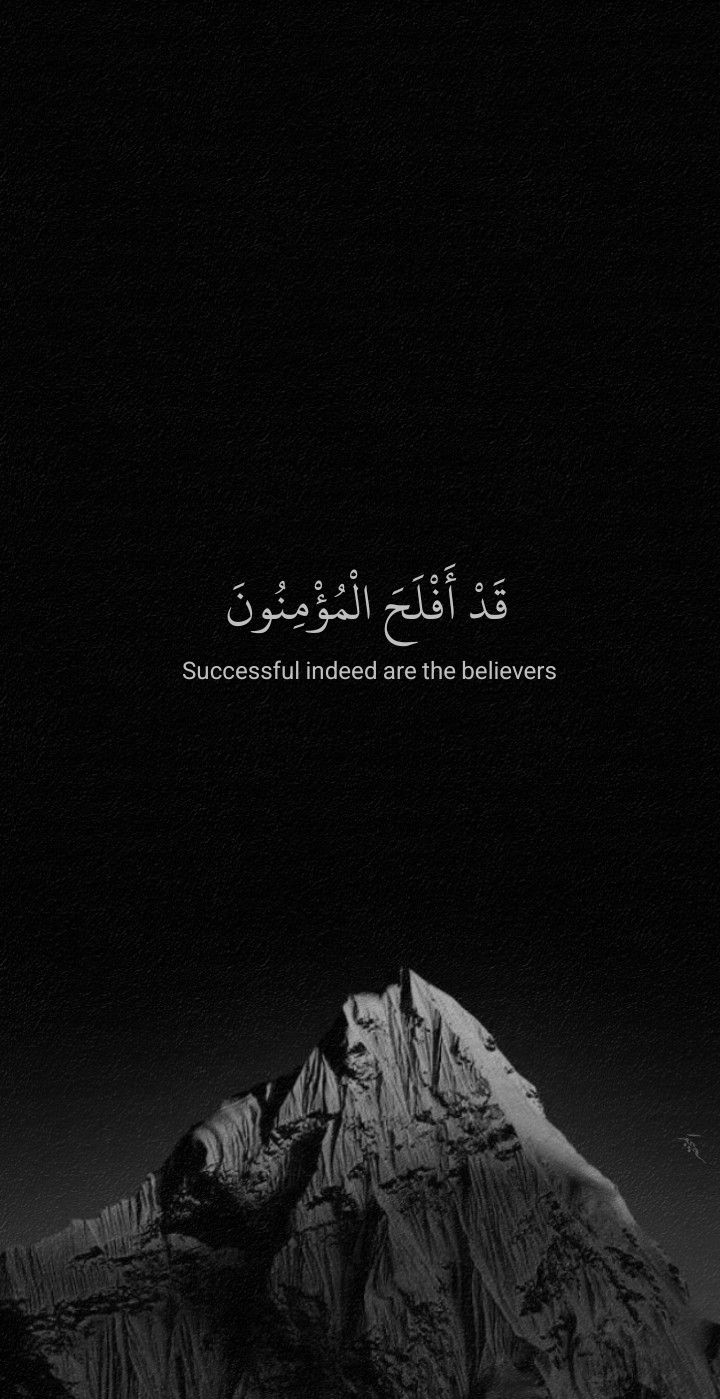 قَدْ أَفْلَحَ الْمُؤْمِنُونَ
Successful indeed are the believers